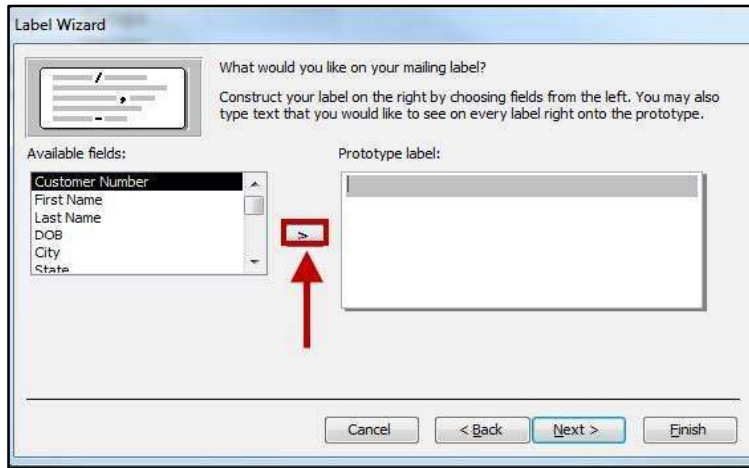 Label Wizard
What would you like on your mailing label?
Construct your label on the right by choosing fields from the left. You may also
type text that you would like to see on every label right onto the prototype.
Available fields:
Prototype label:
Customer Number
First Name
Last Name
DOB
City
State
>
Cancel
< Back
Next >
Finish